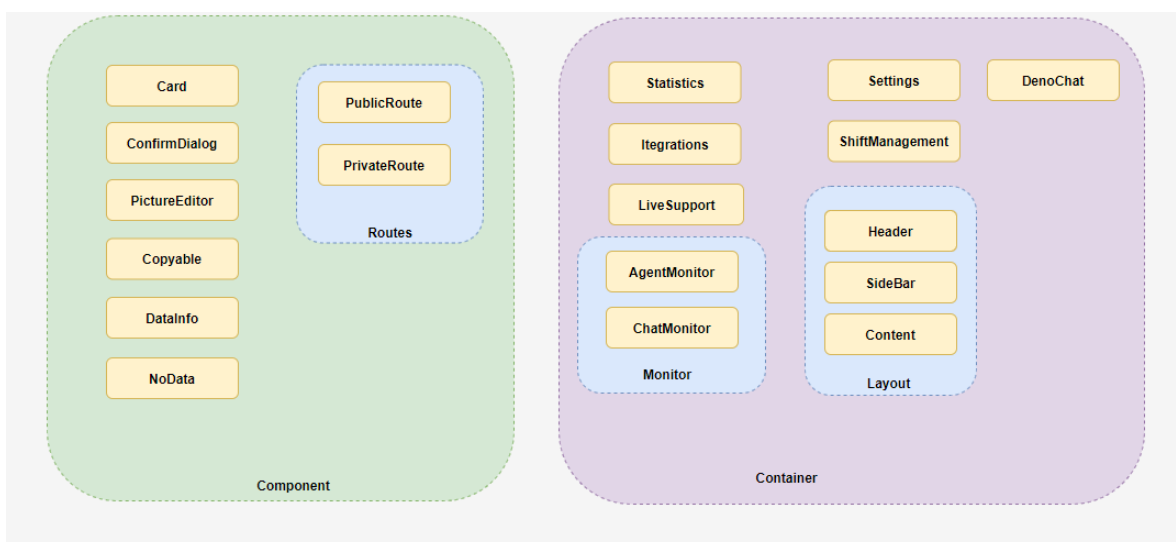 Card
ConfirmDialog
PictureEditor
Copyable
DataInfo
NoData
PublicRoute
PrivateRoute
Routes
Component
Statistics
Itegrations
LiveSupport
AgentMonitor
ChatMonitor
Monitor
Settings
ShiftManagement
Header
SideBar
Content
Layout
DenoChat
Container